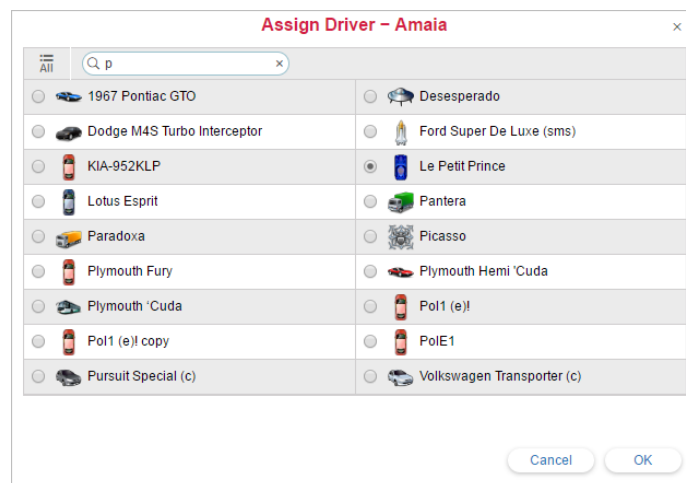 Assign Driver – Amaia ×
All p ×
1967 Pontiac GTO Desesperado
Dodge M4S Turbo Interceptor Ford Super De Luxe (sms)
KIA-952KLP Le Petit Prince
Lotus Esprit Pantera
Paradoxa Picasso
Plymouth Fury Plymouth Hemi 'Cuda
Plymouth ‘Cuda Pol1 (e)!
Pol1 (e)! copy PolE1
Pursuit Special (c) Volkswagen Transporter (c)
Cancel OK